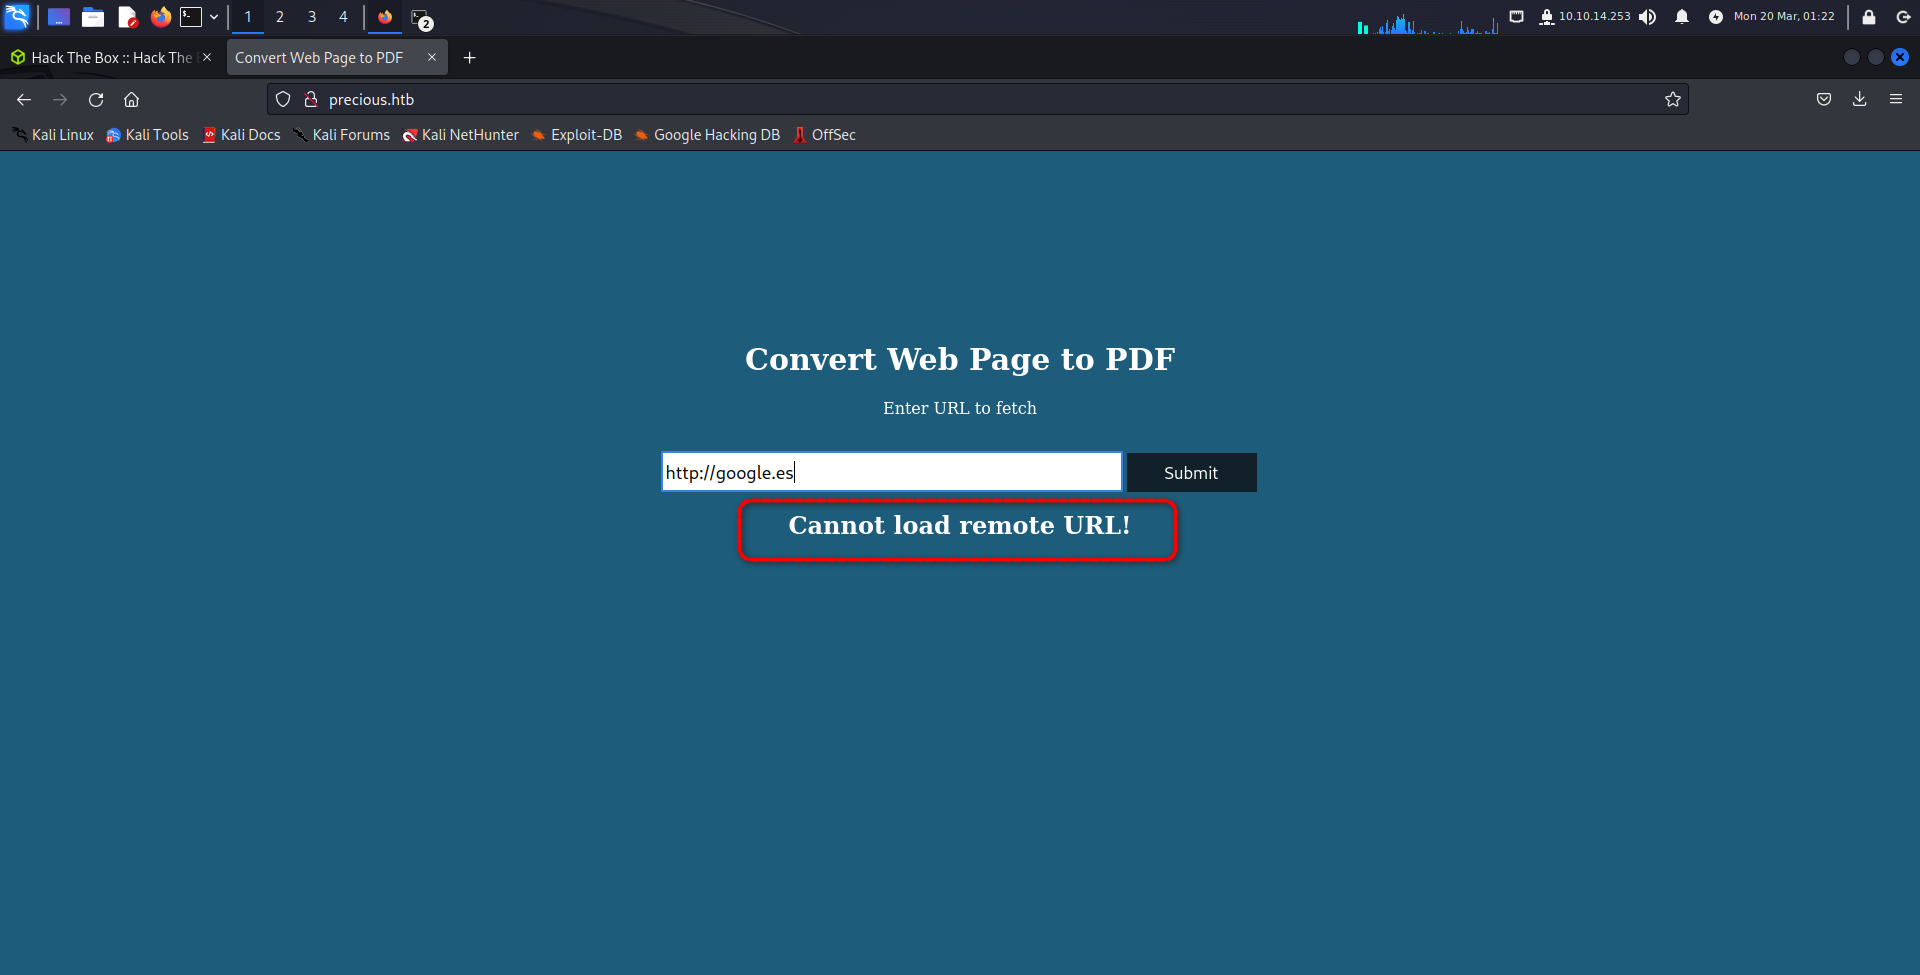 1 2 3 4 2 10.10.14.253 Mon 20 Mar, 01:22
Hack The Box :: Hack The Convert Web Page to PDF
precious.htb
Kali Linux Kali Tools Kali Docs Kali Forums Kali NetHunter Exploit-DB Google Hacking DB OffSec
Convert Web Page to PDF
Enter URL to fetch
http://google.es Submit
Cannot load remote URL!